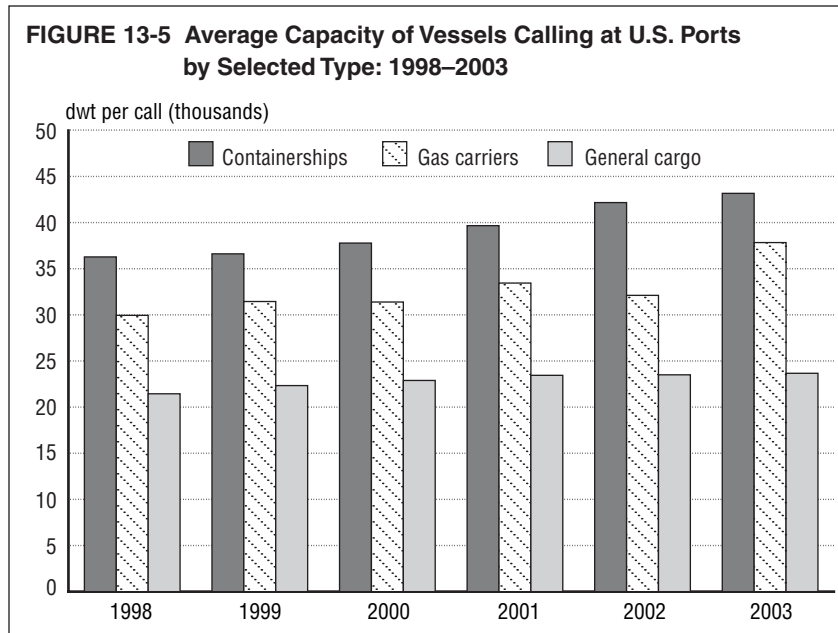 FIGURE 13-5 Average Capacity of Vessels Calling at U.S. Ports
by Selected Type: 1998–2003
dwt per call (thousands)
50
Containerships Gas carriers General cargo
45
40
35
30
25
20
15
10
5
0
1998 1999 2000 2001 2002 2003